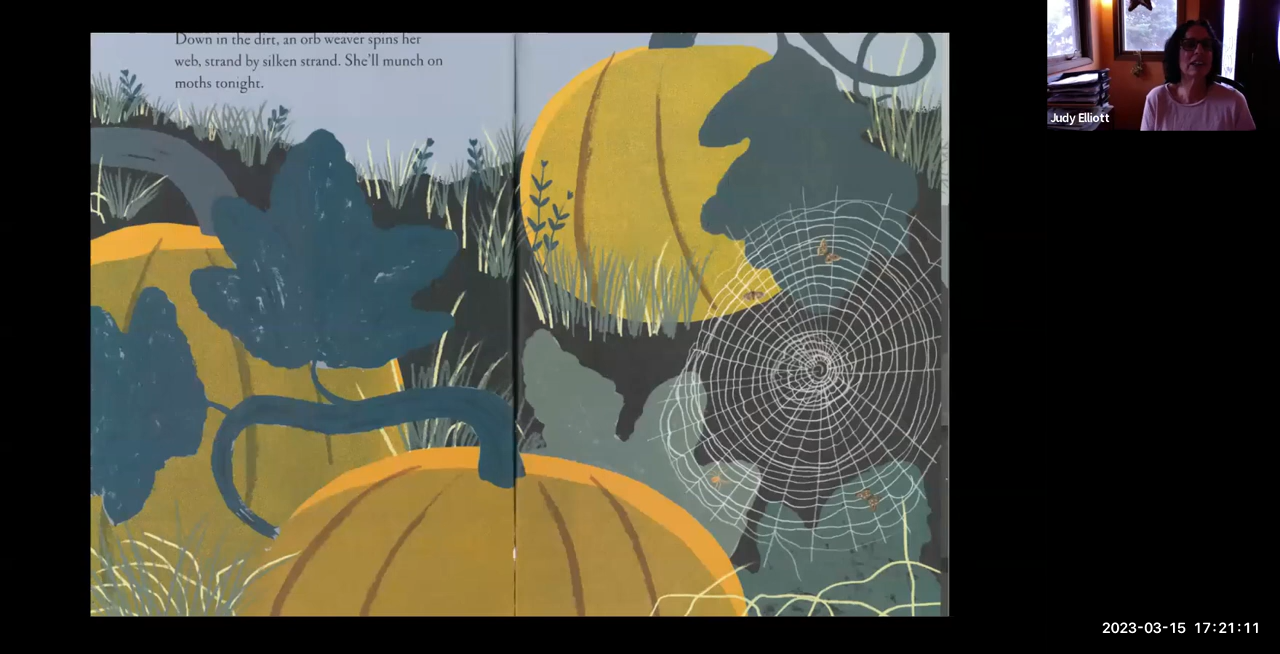 Down in the dirt, an orb weaver spins her
web, strand by silken strand. She'll munch on
moths tonight.
Judy Elliott
2023-03-15 17:21:11